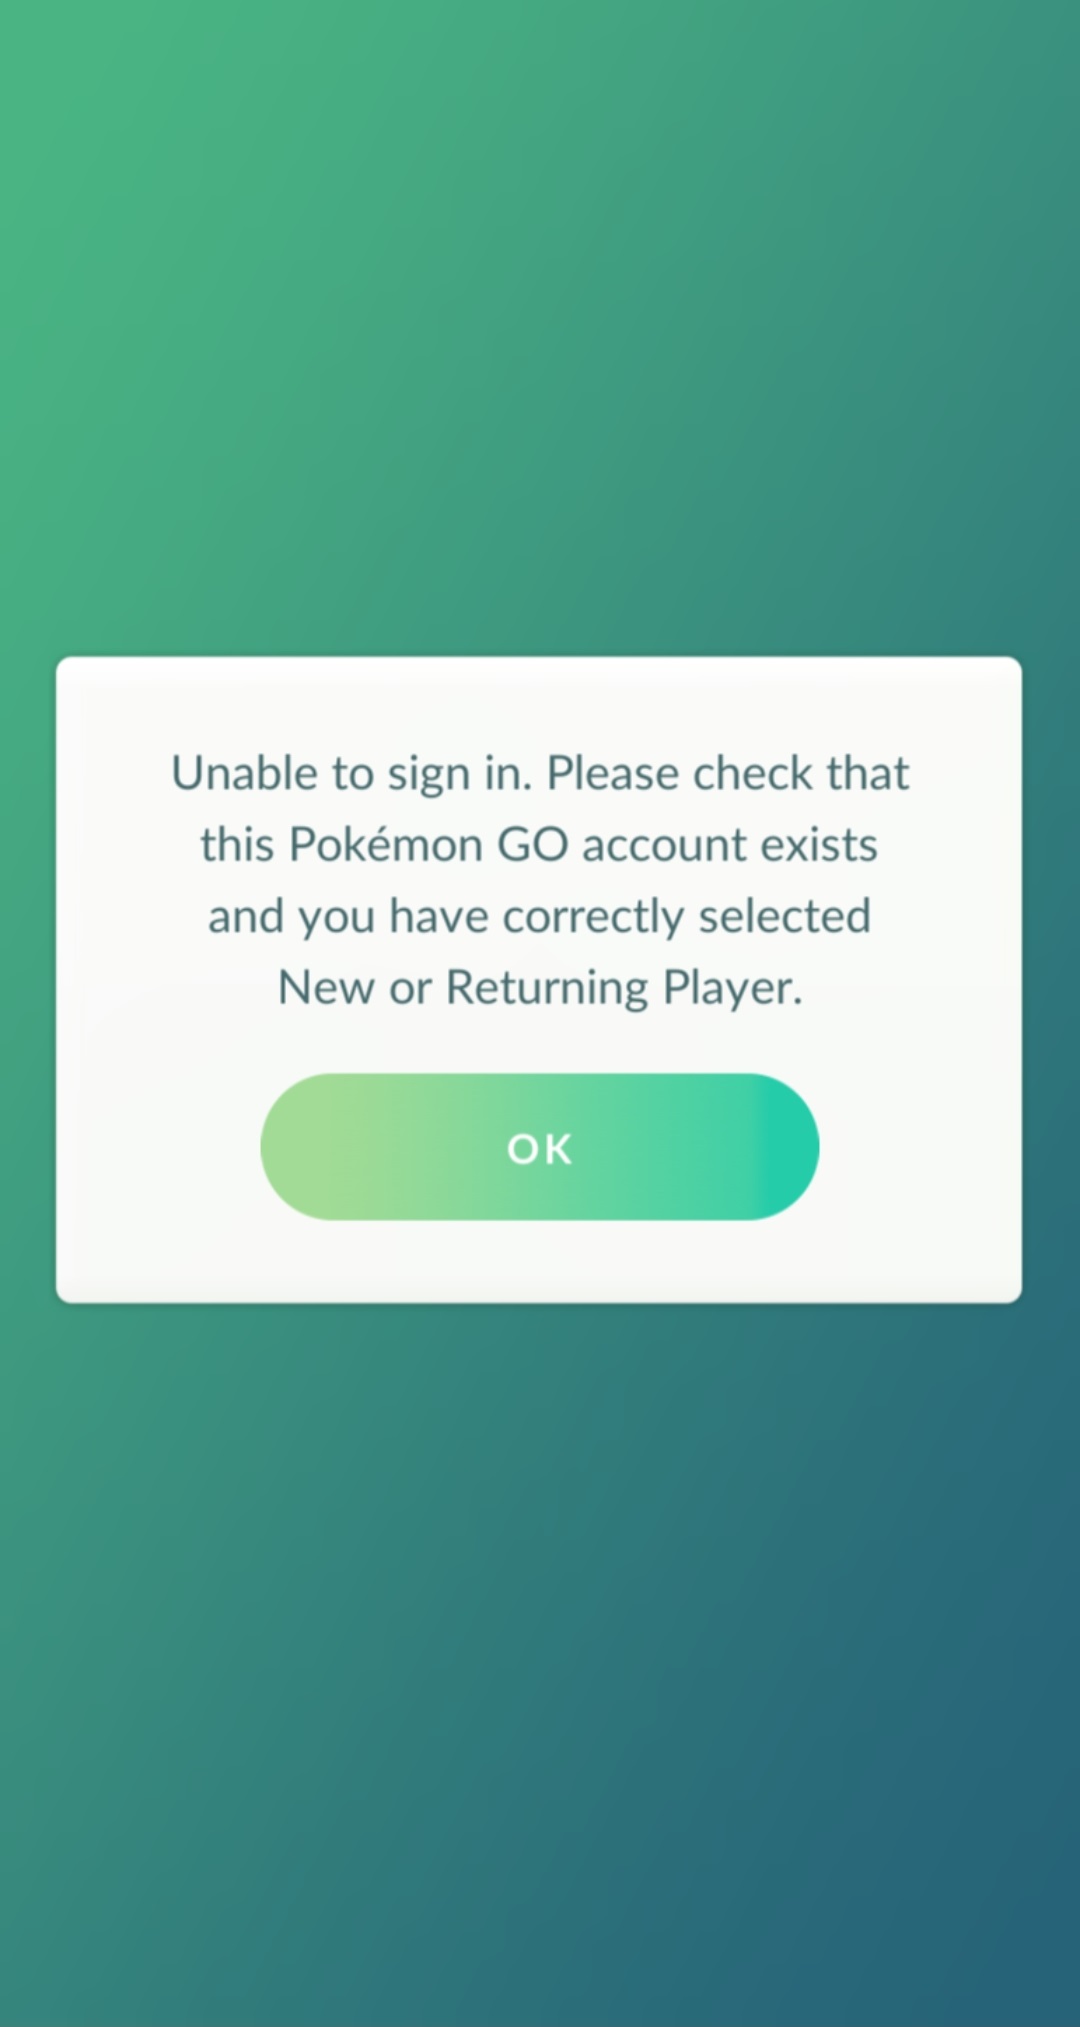 Unable to sign in. Please check that
this Pokémon GO account exists
and you have correctly selected
New or Returning Player.
OK